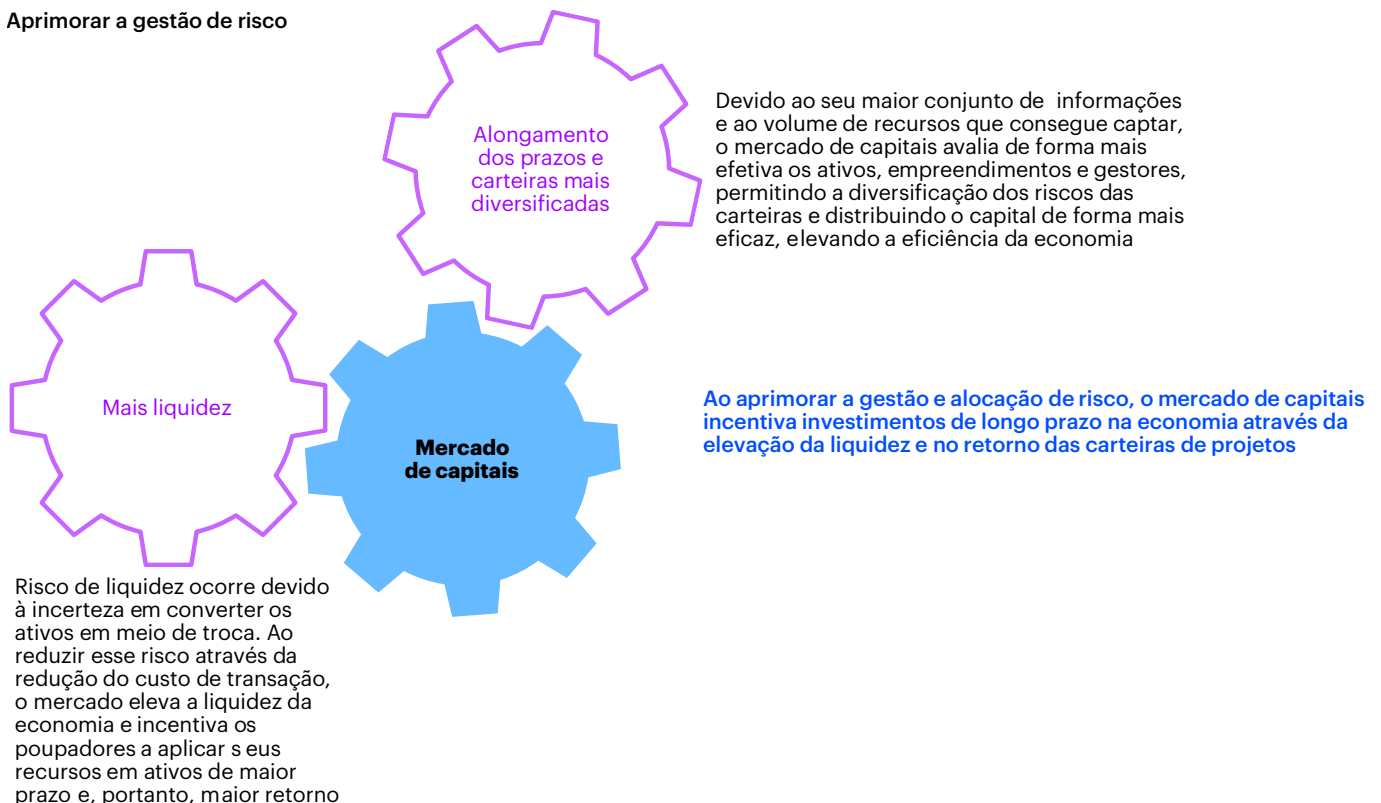 Aprimorar a gestão de risco
Alongamento
dos prazos e
carteiras mais
diversificadas
Devido ao seu maior conjunto de  informações
e ao volume de recursos que consegue captar,
o mercado de capitais avalia de forma mais
efetiva os ativos, empreendimentos e gestores,
permitindo a diversificação dos riscos das
carteiras e distribuindo o capital de forma mais
eficaz, elevando a eficiência da economia
Mais liquidez
Mercado
de capitais
Ao aprimorar a gestão e alocação de risco, o mercado de capitais
incentiva investimentos de longo prazo na economia através da
elevação da liquidez e no retorno das carteiras de projetos
Risco de liquidez ocorre devido
à incerteza em converter os
ativos em meio de troca. Ao
reduzir esse risco através da
redução do custo de transação,
o mercado eleva a liquidez da
economia e incentiva os
poupadores a aplicar s eus
recursos em ativos de maior
prazo e, portanto, maior retorno